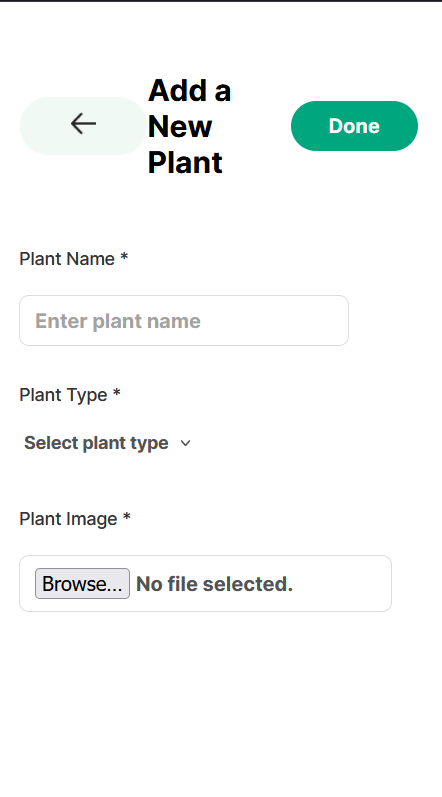 Add a
New
Plant
Done
Plant Name *
Enter plant name
Plant Type *
Select plant type
Plant Image *
Browse... No file selected.